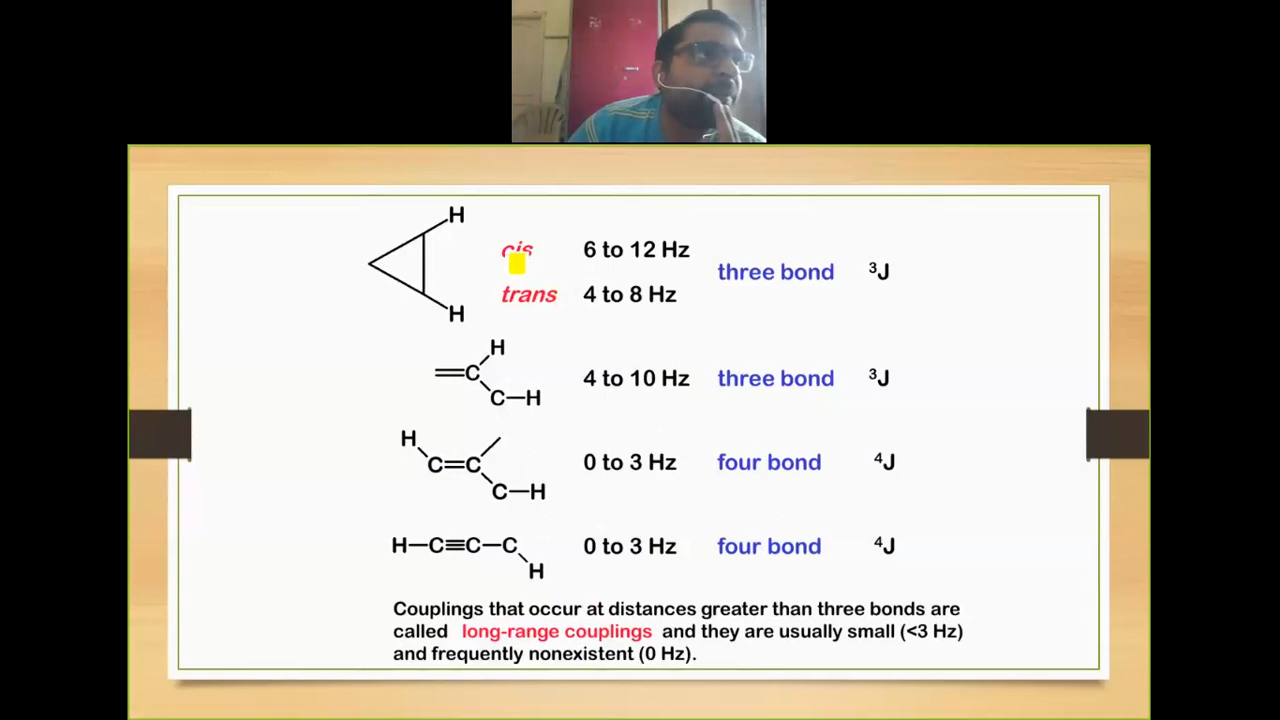 H
cis 6 to 12 Hz
three bond ³J
trans 4 to 8 Hz
H
H
=C 4 to 10 Hz three bond ³J
C–H
H
C=C 0 to 3 Hz four bond ⁴J
C–H
H–C≡C–C 0 to 3 Hz four bond ⁴J
H
Couplings that occur at distances greater than three bonds are
called long-range couplings and they are usually small (<3 Hz)
and frequently nonexistent (0 Hz).